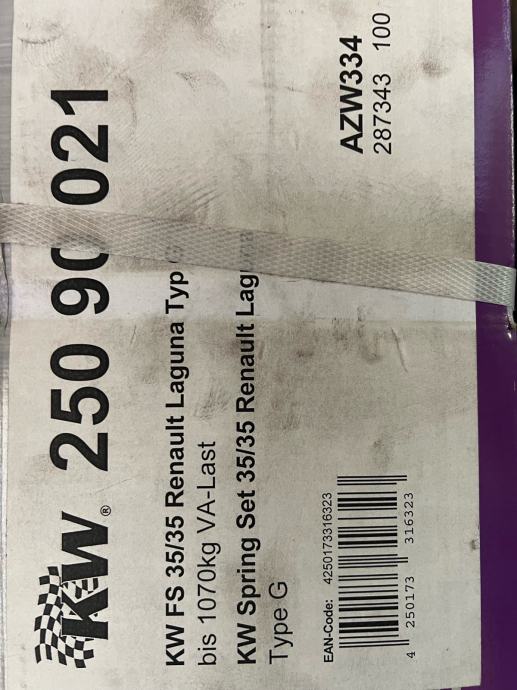 KW® 250 90 021
KW FS 35/35 Renault Laguna Typ
bis 1070kg VA-Last
KW Spring Set 35/35 Renault Laguna
Type G
EAN-Code: 4250173316323
4 250173 316323
AZW334
287343 100